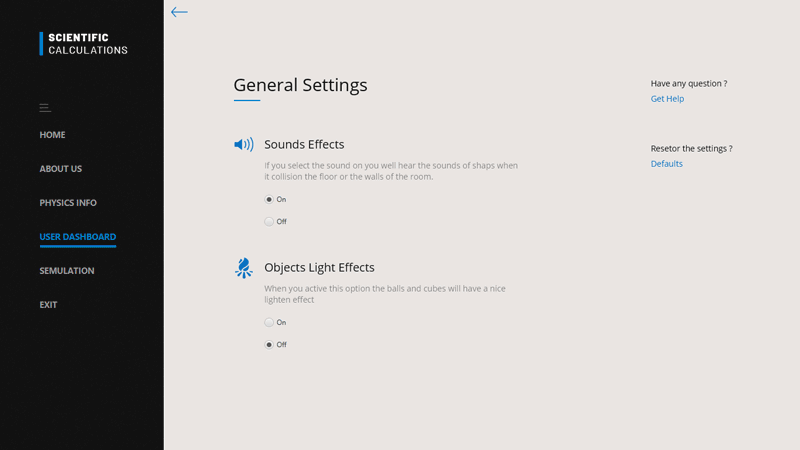 SCIENTIFIC
CALCULATIONS
HOME
ABOUT US
PHYSICS INFO
USER DASHBOARD
SEMULATION
EXIT
General Settings
Sounds Effects
If you select the sound on you well hear the sounds of shaps when
it collision the floor or the walls of the room.
On
Off
Objects Light Effects
When you active this option the balls and cubes will have a nice
lighten effect
On
Off
Have any question ?
Get Help
Resetor the settings ?
Defaults